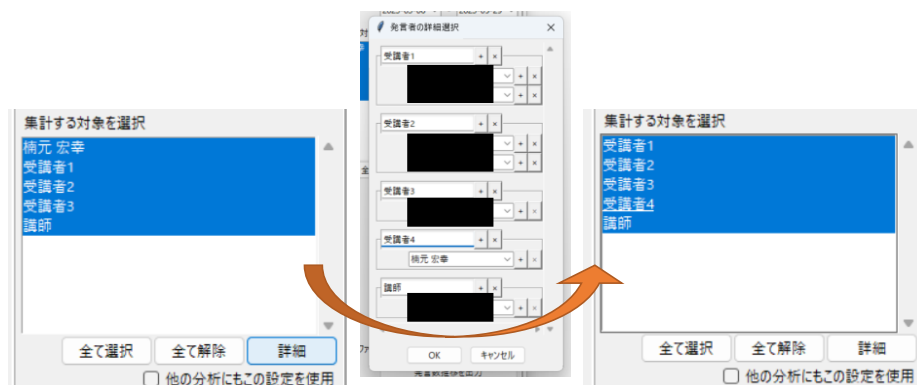 集計する対象を選択
楠元 宏幸
受講者1
受講者2
受講者3
講師
全て選択
全て解除
詳細
他の分析にもこの設定を使用
発言者の詳細選択
受講者1
受講者2
受講者3
受講者4
楠元 宏幸
講師
OK
キャンセル
集計する対象を選択
受講者1
受講者2
受講者3
受講者4
講師
全て選択
全て解除
詳細
他の分析にもこの設定を使用